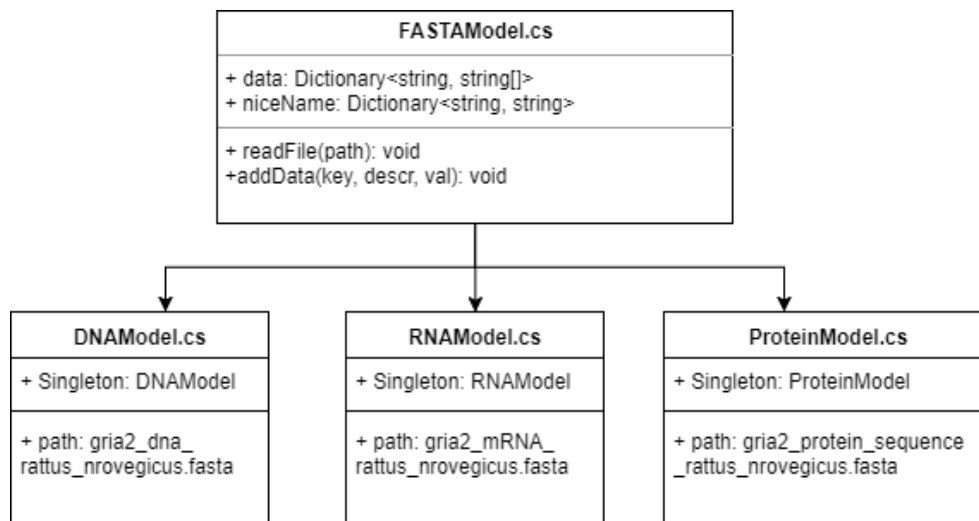 FASTAModel.cs
+ data: Dictionary<string, string[]>
+ niceName: Dictionary<string, string>
+ readFile(path): void
+addData(key, descr, val): void
DNAModel.cs
+ Singleton: DNAModel
+ path: gria2_dna_
rattus_nrovegicus.fasta
RNAModel.cs
+ Singleton: RNAModel
+ path: gria2_mRNA_
rattus_nrovegicus.fasta
ProteinModel.cs
+ Singleton: ProteinModel
+ path: gria2_protein_sequence
_rattus_nrovegicus.fasta